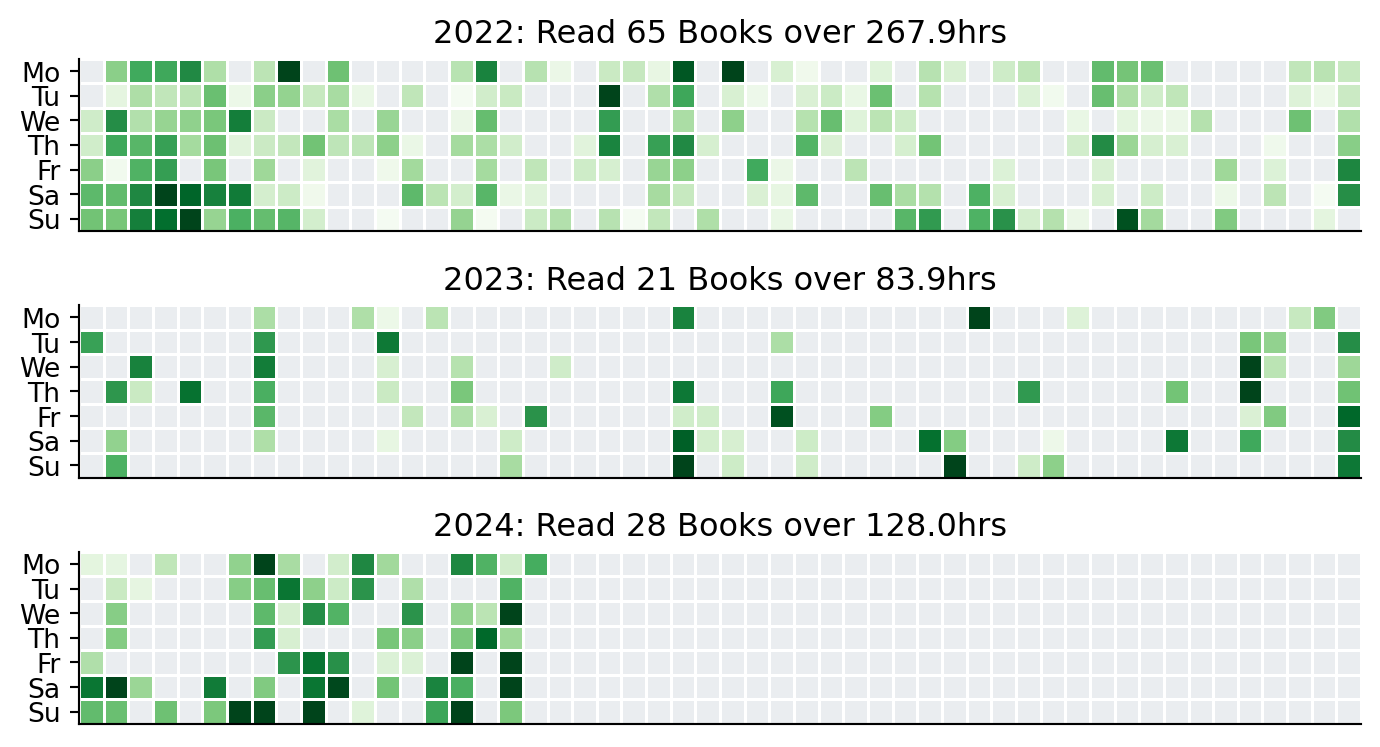 2022: Read 65 Books over 267.9hrs
Mo
Tu
We
Th
Fr
Sa
Su
2023: Read 21 Books over 83.9hrs
Mo
Tu
We
Th
Fr
Sa
Su
2024: Read 28 Books over 128.0hrs
Mo
Tu
We
Th
Fr
Sa
Su